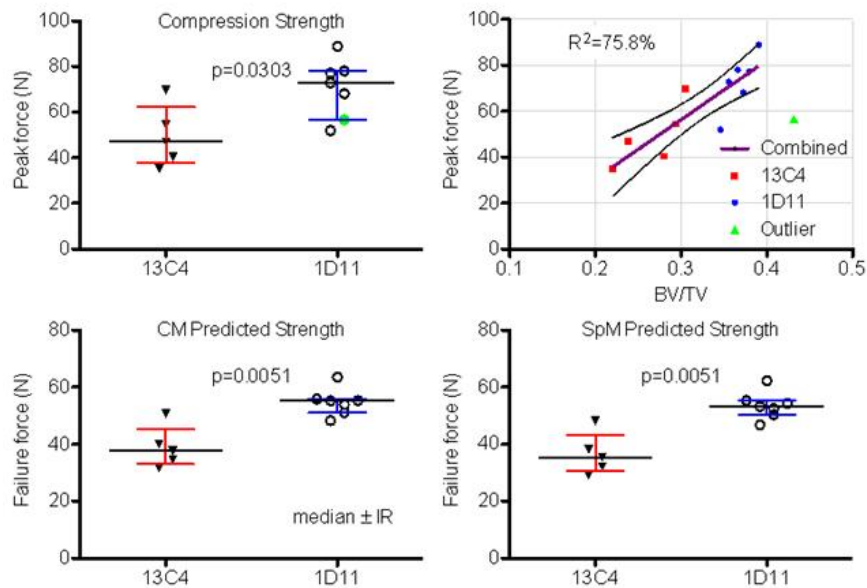 Compression Strength
Peak force (N)
100
80
60
40
20
0
p=0.0303
13C4
1D11
Peak force (N)
100
80
60
40
20
0
R²=75.8%
Combined
13C4
1D11
Outlier
0.1
0.2
0.3
0.4
0.5
BV/TV
CM Predicted Strength
Failure force (N)
80
60
40
20
0
p=0.0051
median ± IR
13C4
1D11
SpM Predicted Strength
Failure force (N)
80
60
40
20
0
p=0.0051
13C4
1D11